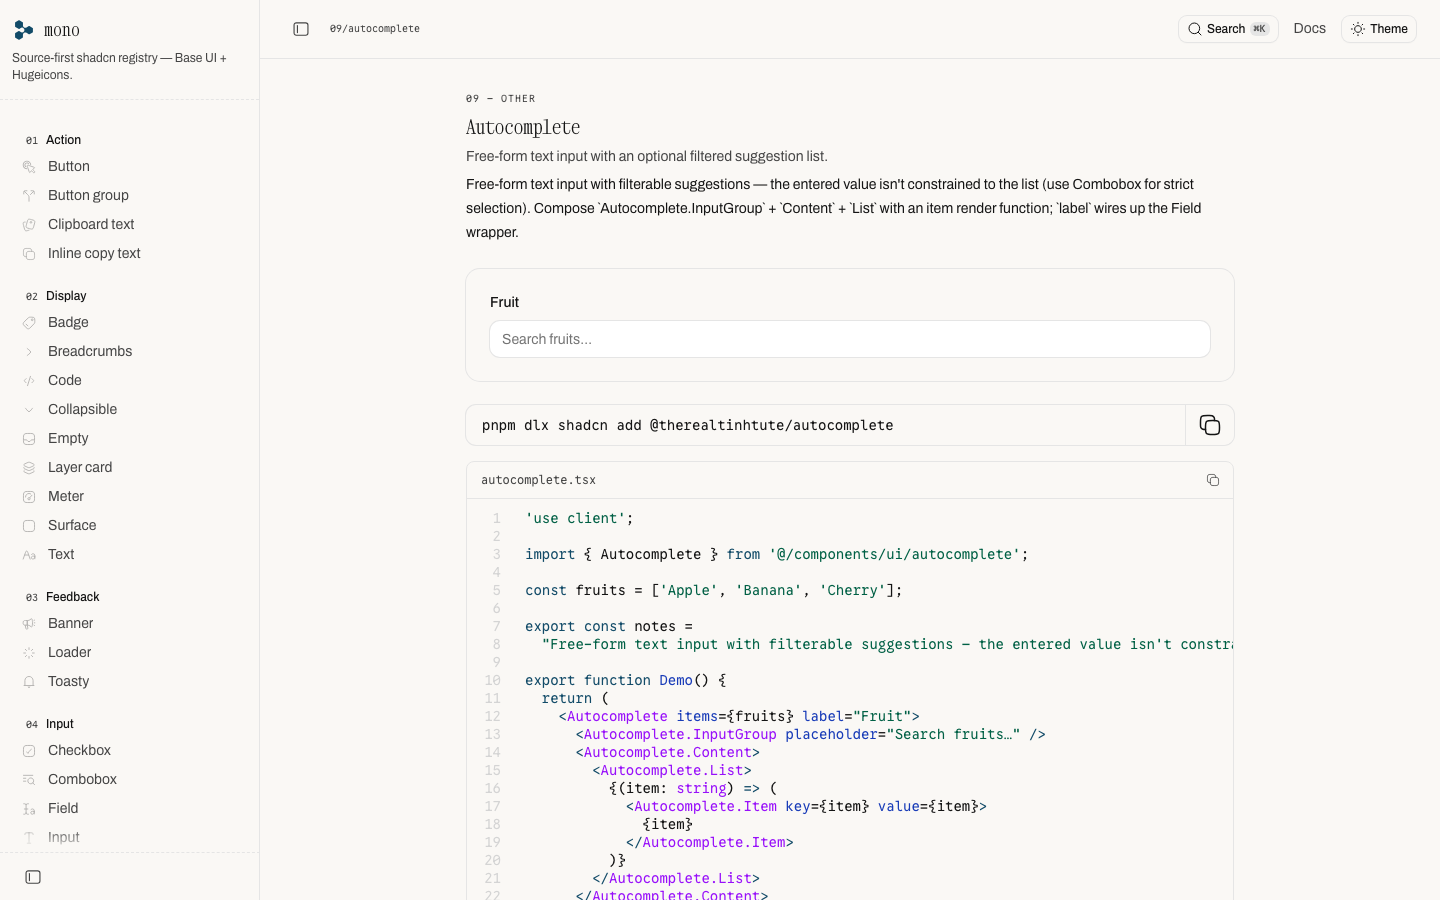 mono
Source-first shadcn registry — Base UI +
Hugeicons.
01 Action
Button
Button group
Clipboard text
Inline copy text
02 Display
Badge
Breadcrumbs
Code
Collapsible
Empty
Layer card
Meter
Surface
Text
03 Feedback
Banner
Loader
Toasty
04 Input
Checkbox
Combobox
Field
Input
09/autocomplete
Search ⌘K
Docs
Theme
09 — OTHER
Autocomplete
Free-form text input with an optional filtered suggestion list.
Free-form text input with filterable suggestions — the entered value isn't constrained to the list (use Combobox for strict
selection). Compose `Autocomplete.InputGroup` + `Content` + `List` with an item render function; `label` wires up the Field
wrapper.
Fruit
Search fruits…
pnpm dlx shadcn add @therealtinhtute/autocomplete
autocomplete.tsx
1 'use client';
2
3 import { Autocomplete } from '@/components/ui/autocomplete';
4
5 const fruits = ['Apple', 'Banana', 'Cherry'];
6
7 export const notes =
8 "Free-form text input with filterable suggestions — the entered value isn't constra
9
10 export function Demo() {
11 return (
12 <Autocomplete items={fruits} label="Fruit">
13 <Autocomplete.InputGroup placeholder="Search fruits…" />
14 <Autocomplete.Content>
15 <Autocomplete.List>
16 {(item: string) => (
17 <Autocomplete.Item key={item} value={item}>
18 {item}
19 </Autocomplete.Item>
20 )}
21 </Autocomplete.List>
22 </Autocomplete.Content>